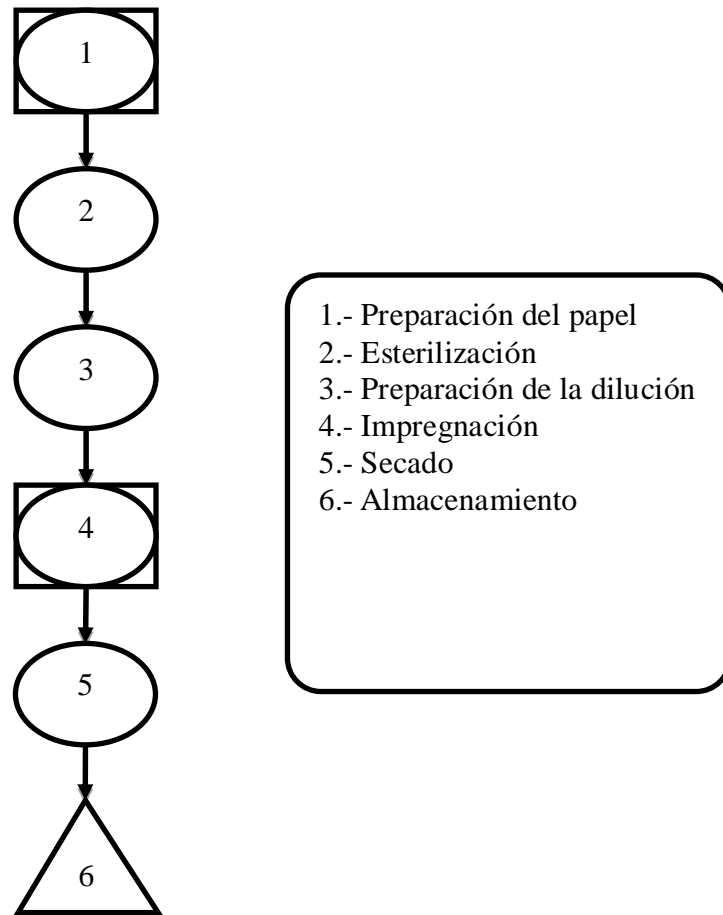 1
2
3
4
5
6
1.- Preparación del papel
2.- Esterilización
3.- Preparación de la dilución
4.- Impregnación
5.- Secado
6.- Almacenamiento